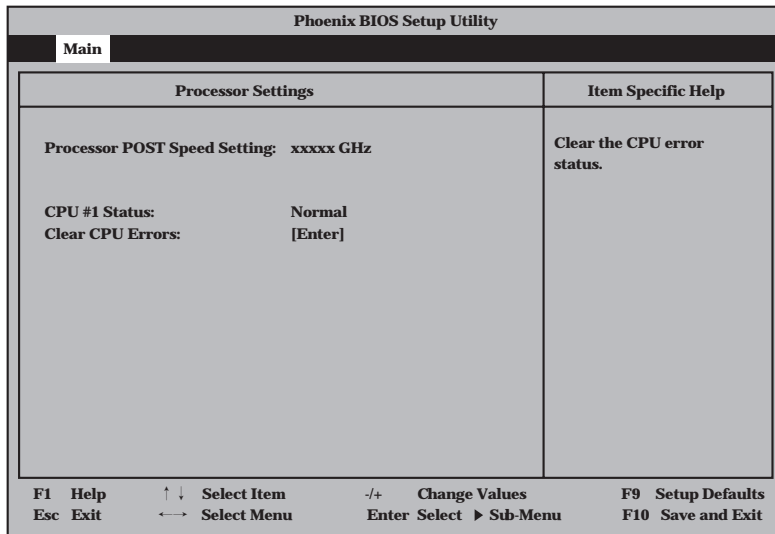 Phoenix BIOS Setup Utility
Main
Processor Settings
Item Specific Help
Processor POST Speed Setting: xxxxx GHz
Clear the CPU error
status.
CPU #1 Status: Normal
Clear CPU Errors: [Enter]
F1 Help ↑↓ Select Item -/+ Change Values F9 Setup Defaults
Esc Exit ←→ Select Menu Enter Select ▶ Sub-Menu F10 Save and Exit